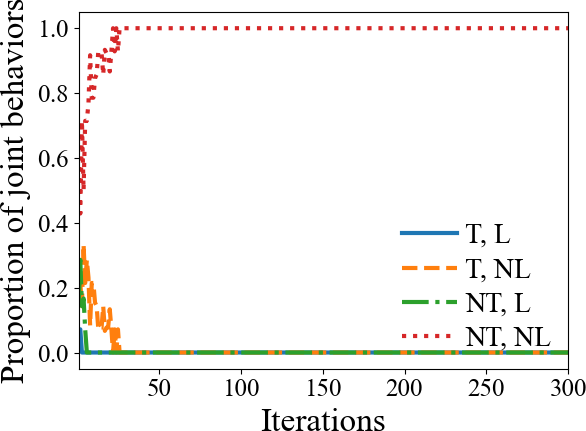 Proportion of joint behaviors
1.0
0.8
0.6
0.4
0.2
0.0
T, L
T, NL
NT, L
NT, NL
50 100 150 200 250 300
Iterations